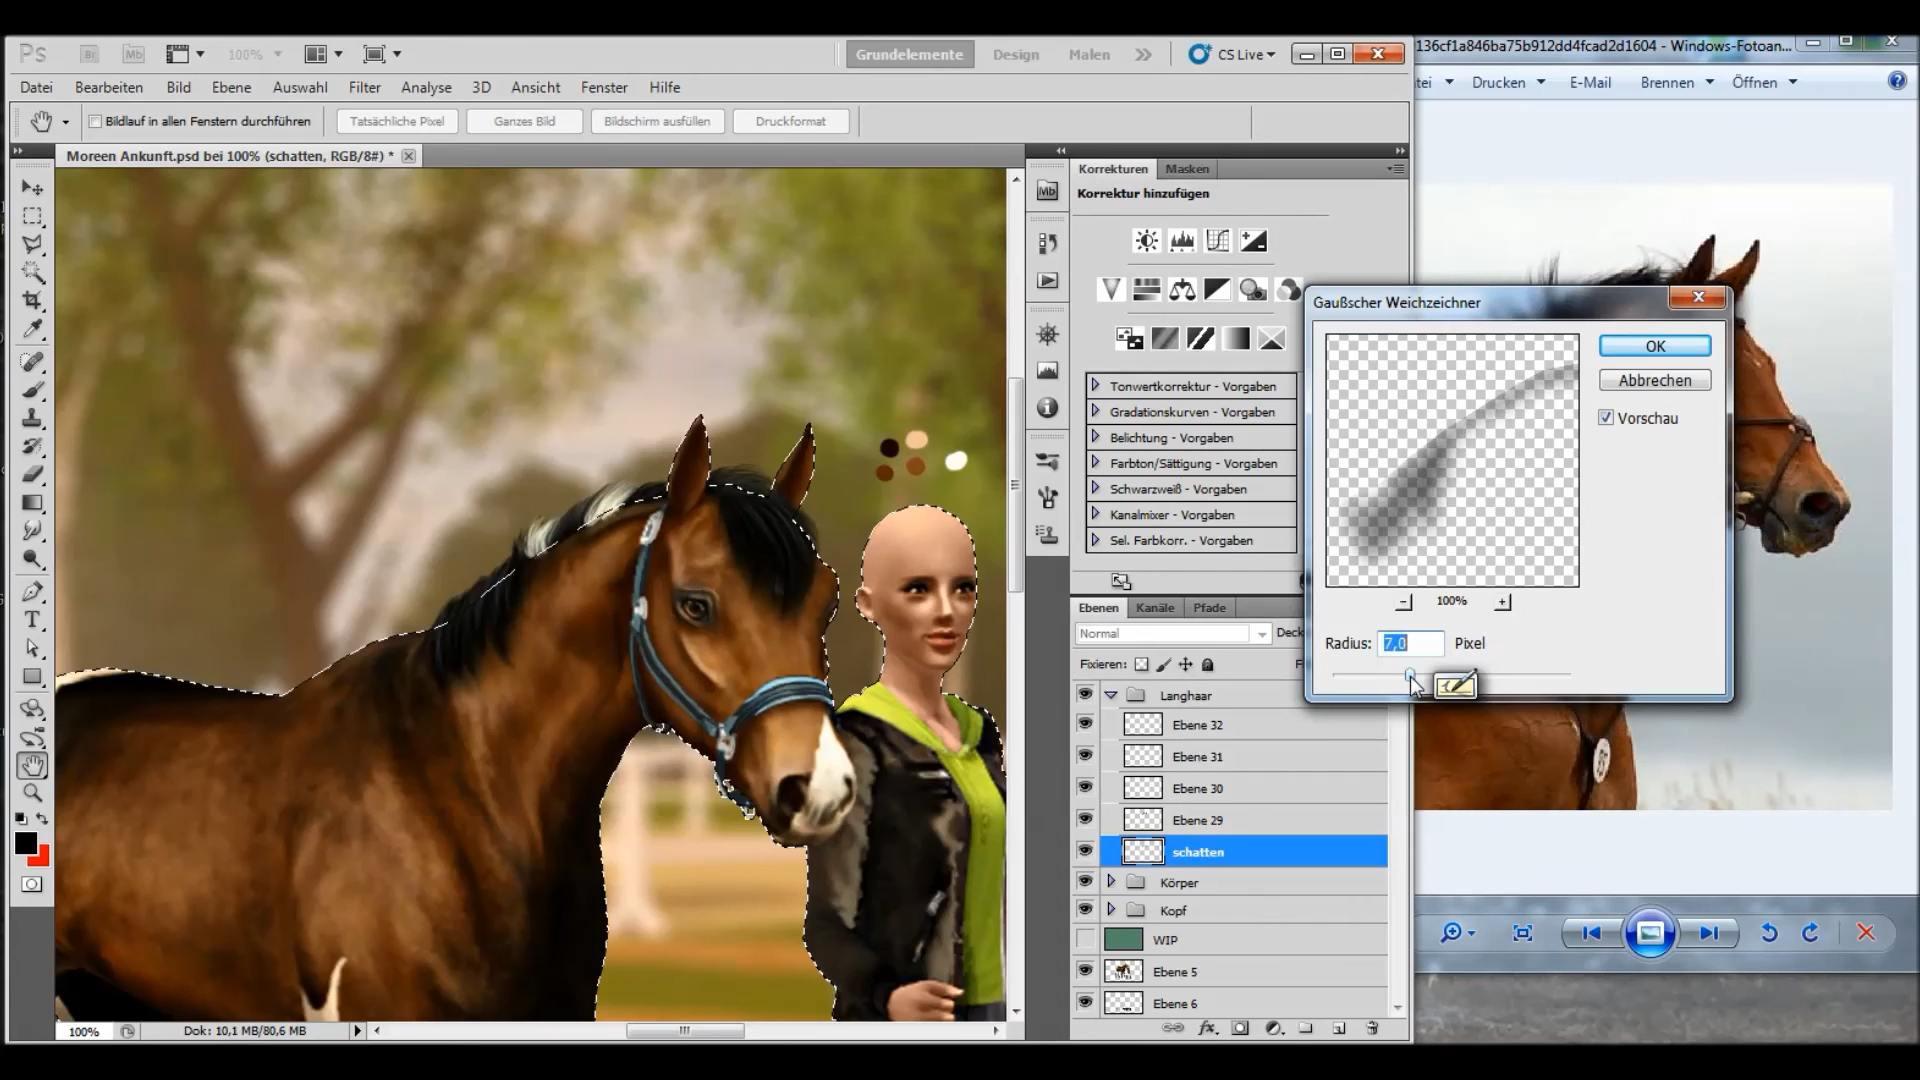 Ps Br Mb 100% Grundelemente Design Malen CS Live
Datei Bearbeiten Bild Ebene Auswahl Filter Analyse 3D Ansicht Fenster Hilfe
Bildlauf in allen Fenstern durchführen Tatsächliche Pixel Ganzes Bild Bildschirm ausfüllen Druckformat
Moreen Ankunft.psd bei 100% (schatten, RGB/8#) *
136cf1a846ba75b912dd4fcad2d1604 - Windows-Fotoan...
Drucken E-Mail Brennen Öffnen
Mb
Korrekturen Masken
Korrektur hinzufügen
Tonwertkorrektur - Vorgaben
Gradationskurven - Vorgaben
Belichtung - Vorgaben
Farbton/Sättigung - Vorgaben
Schwarzweiß - Vorgaben
Kanalmixer - Vorgaben
Sel. Farbkorr. - Vorgaben
Gaußscher Weichzeichner
OK
Abbrechen
Vorschau
100%
Radius: 7,0 Pixel
Ebenen Kanäle Pfade
Normal Deck
Fixieren: F
Langhaar
Ebene 32
Ebene 31
Ebene 30
Ebene 29
schatten
Körper
Kopf
WIP
Ebene 5
Ebene 6
100% Dok: 10,1 MB/80,6 MB